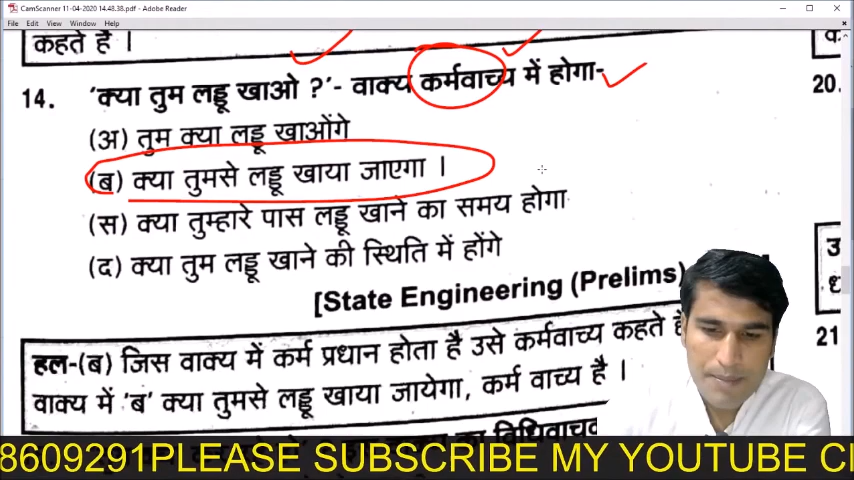 CamScanner 11-04-2020 14.48.38.pdf - Adobe Reader
File Edit View Window Help
कहते हैं ।
14. 'क्या तुम लड्डू खाओ ?'- वाक्य कर्मवाच्य में होगा-
20.
(अ) तुम क्या लड्डू खाओंगे
(ब) क्या तुमसे लड्डू खाया जाएगा ।
(स) क्या तुम्हारे पास लड्डू खाने का समय होगा
(द) क्या तुम लड्डू खाने की स्थिति में होंगे
[State Engineering (Prelims)
हल-(ब) जिस वाक्य में कर्म प्रधान होता है उसे कर्मवाच्य कहते हैं
वाक्य में 'ब' क्या तुमसे लड्डू खाया जायेगा, कर्म वाच्य है ।
21
का विधिवाचक
8609291PLEASE SUBSCRIBE MY YOUTUBE C